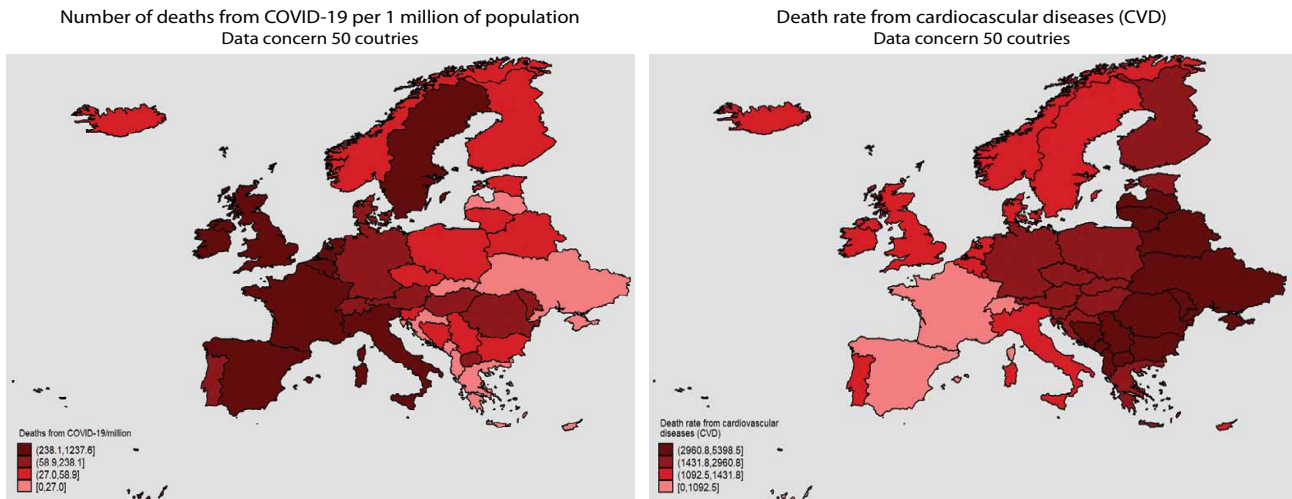 Number of deaths from COVID-19 per 1 million of population
Data concern 50 coutries
Deaths from COVID-19/million
(238.1,1237.6]
(58.9,238.1]
(27.0,58.9]
[0,27.0]
Death rate from cardiocascular diseases (CVD)
Data concern 50 coutries
Death rate from cardiovascular
diseases (CVD)
(2960.8,5398.5]
(1431.8,2960.8]
(1092.5,1431.8]
[0,1092.5]